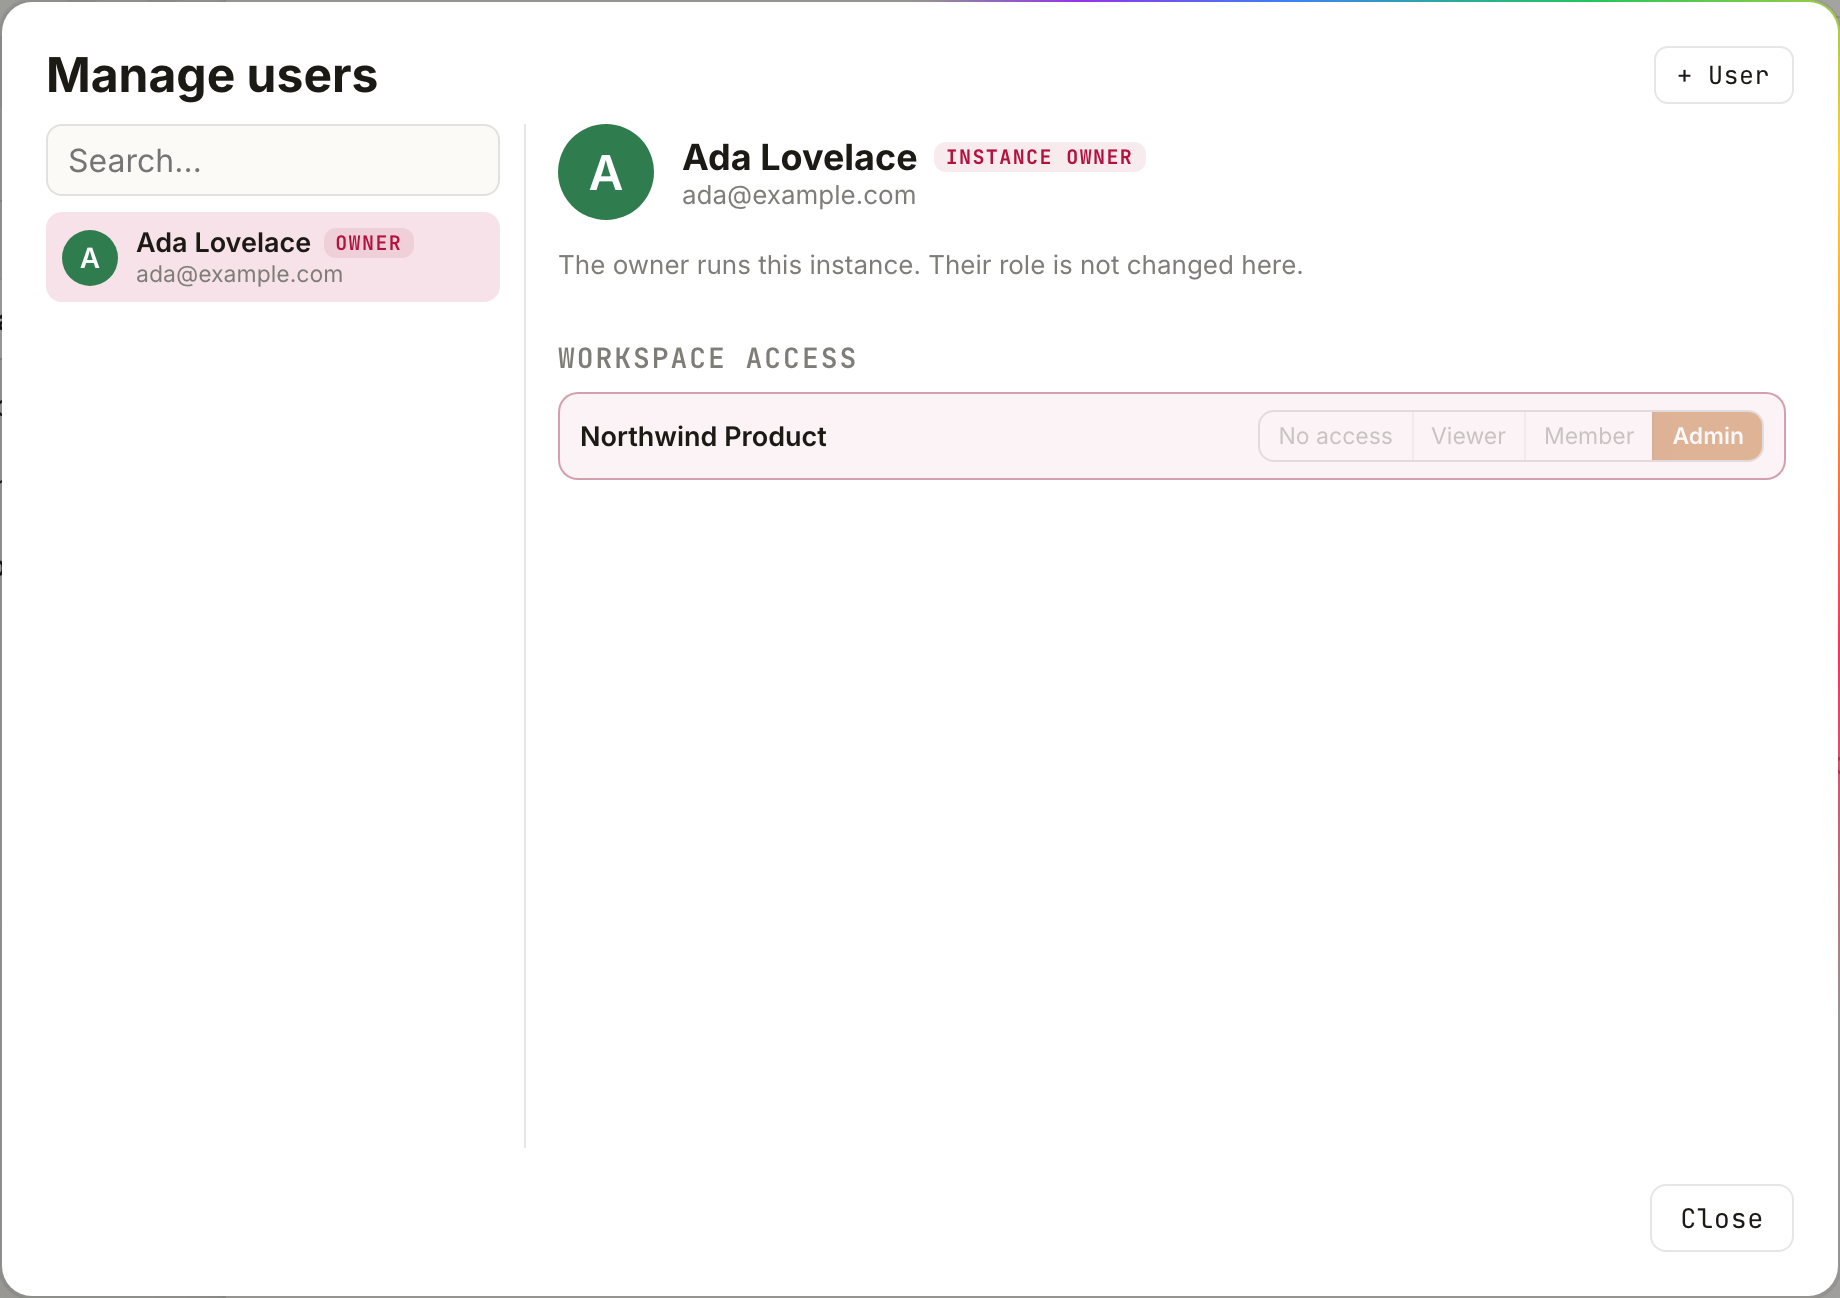 Manage users
+ User
Search...
A
Ada Lovelace OWNER
ada@example.com
A
Ada Lovelace INSTANCE OWNER
ada@example.com
The owner runs this instance. Their role is not changed here.
WORKSPACE ACCESS
Northwind Product
No access Viewer Member Admin
Close